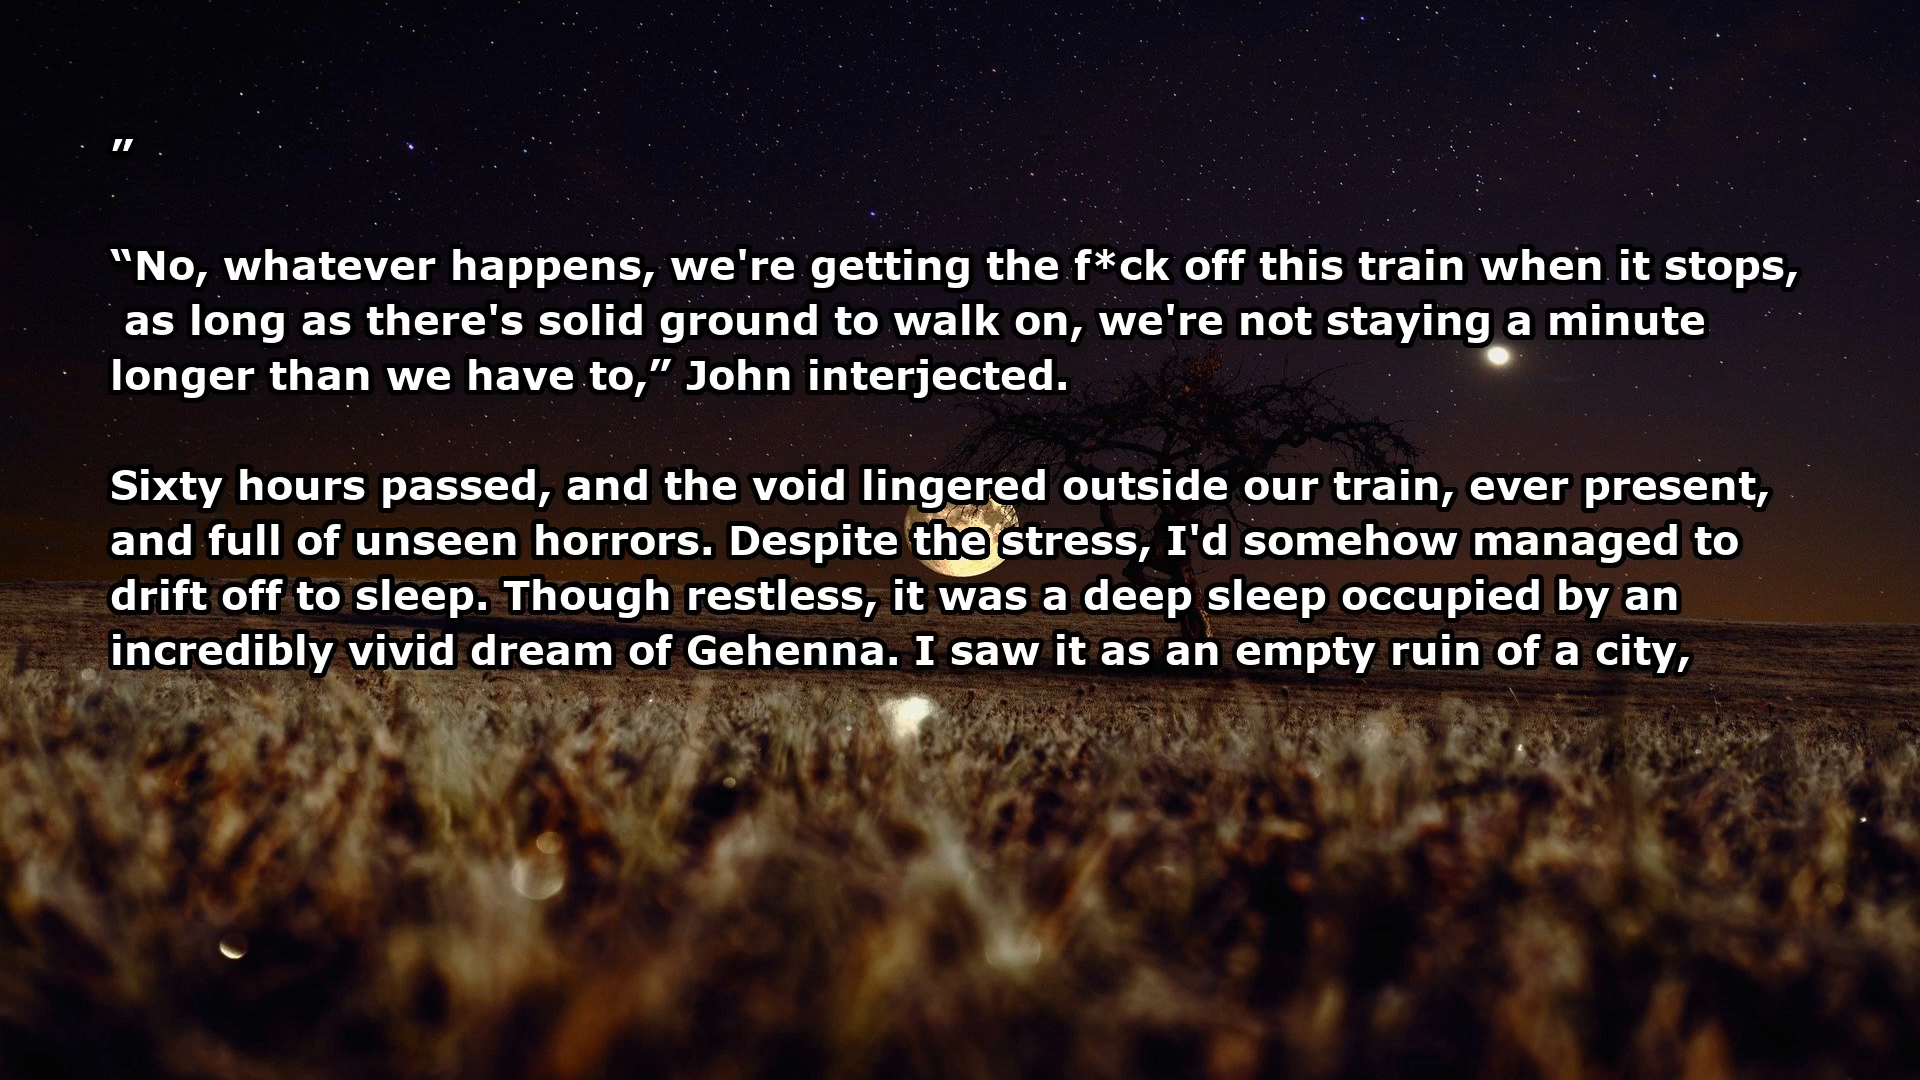 ”
“No, whatever happens, we're getting the f*ck off this train when it stops,
as long as there's solid ground to walk on, we're not staying a minute
longer than we have to,” John interjected.
Sixty hours passed, and the void lingered outside our train, ever present,
and full of unseen horrors. Despite the stress, I'd somehow managed to
drift off to sleep. Though restless, it was a deep sleep occupied by an
incredibly vivid dream of Gehenna. I saw it as an empty ruin of a city,